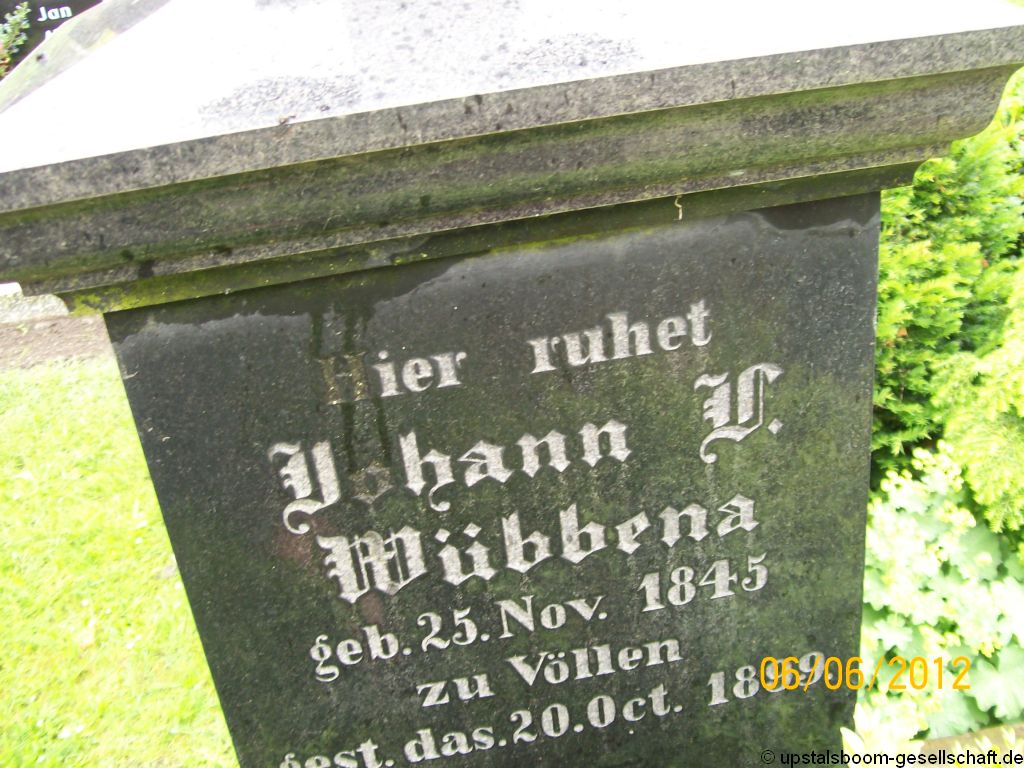 Jan
Hier ruhet
Johann L.
Wübbena
geb. 25. Nov. 1845
zu Völlen
gest. das. 20. Oct.
06/06/2012
© upstalsboom-gesellschaft.de